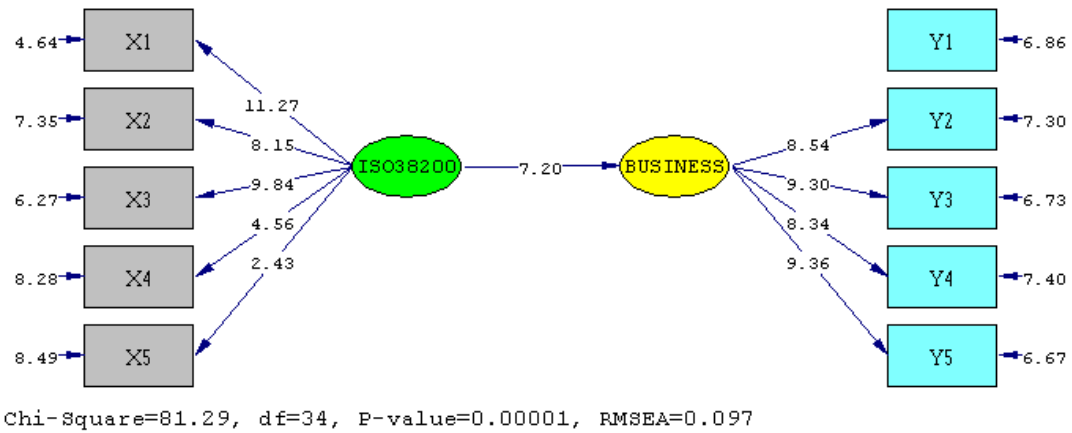 4.64 X1 Y1 6.86
11.27
7.35 X2 Y2 7.30
8.15 8.54
ISO38200 7.20 BUSINESS
9.84 9.30
6.27 X3 Y3 6.73
4.56 8.34
2.43 9.36
8.28 X4 Y4 7.40
8.49 X5 Y5 6.67
Chi-Square=81.29, df=34, P-value=0.00001, RMSEA=0.097